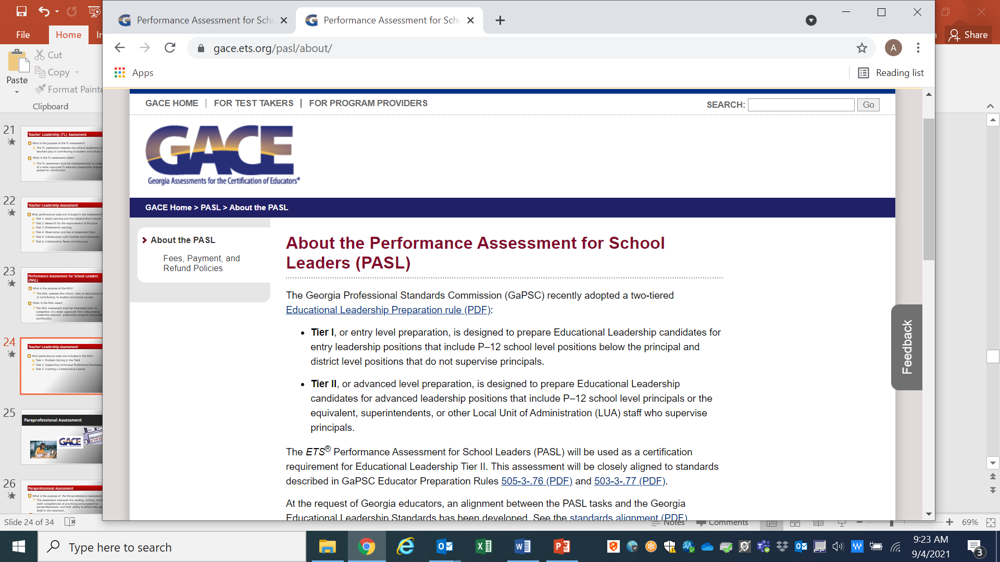 Performance Assessment for Sch
Performance Assessment for Sch
gace.ets.org/pasl/about/
A
Apps
Reading list
File
Home
Share
Paste
Cut
Copy
Format Painte
Clipboard
GACE HOME | FOR TEST TAKERS | FOR PROGRAM PROVIDERS
SEARCH:
Go
GACE
Georgia Assessments for the Certification of Educators®
GACE Home > PASL > About the PASL
About the PASL
Fees, Payment, and
Refund Policies
About the Performance Assessment for School
Leaders (PASL)
The Georgia Professional Standards Commission (GaPSC) recently adopted a two-tiered
Educational Leadership Preparation rule (PDF):
• Tier I, or entry level preparation, is designed to prepare Educational Leadership candidates for
entry leadership positions that include P–12 school level positions below the principal and
district level positions that do not supervise principals.
• Tier II, or advanced level preparation, is designed to prepare Educational Leadership
candidates for advanced leadership positions that include P–12 school level principals or the
equivalent, superintendents, or other Local Unit of Administration (LUA) staff who supervise
principals.
The ETS® Performance Assessment for School Leaders (PASL) will be used as a certification
requirement for Educational Leadership Tier II. This assessment will be closely aligned to standards
described in GaPSC Educator Preparation Rules 505-3-.76 (PDF) and 503-3-.77 (PDF).
At the request of Georgia educators, an alignment between the PASL tasks and the Georgia
Educational Leadership Standards has been developed. See the standards alignment (PDF)
Feedback
21
Teacher Leadership (TL) Assessment
What is the purpose of the TL assessment?
The TL assessment assesses the critical leadership
teachers play in contributing to student and school
When is the TL assessment taken?
The TL assessment must be attempted prior to
of a state-approved TL educator preparation
passed for certification.
22
Teacher Leadership Assessment
What performance tasks are included in the assessment?
Task 1: Adult Learning and the Collaborative Culture
Task 2: Research for the Improvement of Practice
Task 3: Professional Learning
Task 4: Observation and Use of Assessment Data
Task 5: Collaboration with Families and Community
Task 6: Collaborative Teams and Advocacy
23
Performance Assessment for School Leaders
(PASL)
What is the purpose of the PASL?
The PASL assesses the critical roles of educational
in contributing to student and school success.
When is the PASL taken?
The PASL assessment must be attempted prior to
completion of a state-approved Tier II Educational
Leadership educator preparation program and
certification.
24
Teacher Leadership Assessment
What performance tasks are included in the PASL?
Task 1: Problem Solving in the Field
Task 2: Supporting Continuous Professional
Task 3: Creating a Collaborative Culture
25
Paraprofessional Assessment
GACE
26
Paraprofessional Assessment
What is the purpose of the Paraprofessional Assessment
The assessment measures the reading, writing, and
math competencies of practicing and prospective
paraprofessionals, and their ability to effectively
skills in the classroom.
Slide 24 of 34
Notes
Comments
69%
Type here to search
9:23 AM
9/4/2021
3